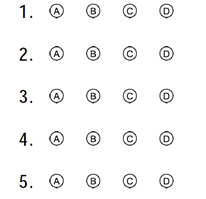 1. Ⓐ Ⓑ Ⓒ Ⓓ
2. Ⓐ Ⓑ Ⓒ Ⓓ
3. Ⓐ Ⓑ Ⓒ Ⓓ
4. Ⓐ Ⓑ Ⓒ Ⓓ
5. Ⓐ Ⓑ Ⓒ Ⓓ